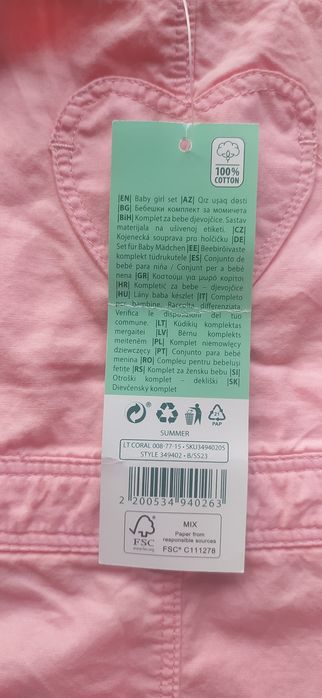 100%
COTTON
|EN| Baby girl set |AZ| Qız uşaq dəsti
|BG| Бебешки комплект за момичета
|BiH| Komplet za bebe djevojčice. Sastav
materijala na ušivenoj etiketi. |CZ|
Kojenecká souprava pro holčičku |DE|
Set für Baby Mädchen |EE| Beebirõivaste
komplekt tüdrukutele |ES| Conjunto de
bebé para niña / Conjunt per a bebè
nena |GR| Κοστούμι για μωρό κορίτσι
|HR| Kompletić za bebe – djevojčice
|HU| Lány baba készlet |IT| Completo
per bambine. Raccolta differenziata.
Verifica le disposizioni del tuo
commune. |LT| Kūdikių komplektas
mergaitei |LV| Bērnu komplekts
meitenēm |PL| Komplet niemowlęcy
dziewczęcy |PT| Conjunto para bebé
menina |RO| Compleu pentru bebeluși
fetițe |RS| Komplet za žensku bebu |SI|
Otroški komplet – dekliški |SK|
Dievčenský komplet
PAP
SUMMER
LT CORAL 008-77-15 • SKU34940205
STYLE 349402 • B/SS23
2 200534 940263
FSC
www.fsc.org
MIX
Paper from
responsible sources
FSC® C111278